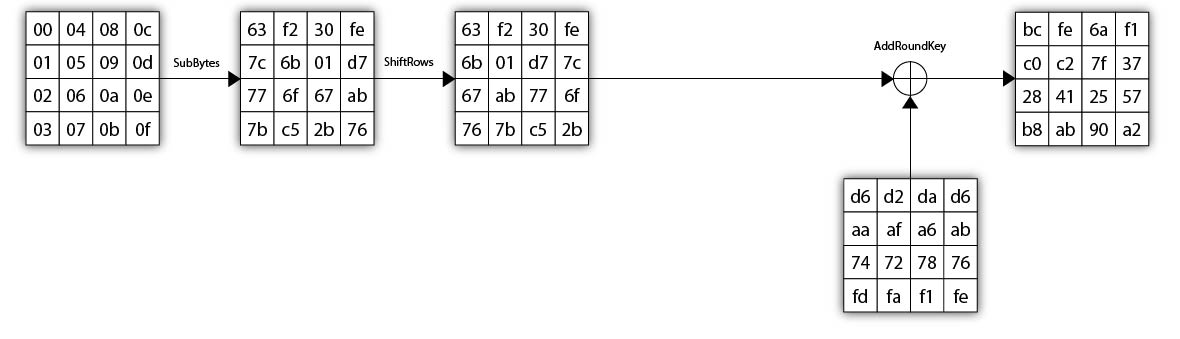 00 04 08 0c
01 05 09 0d
02 06 0a 0e
03 07 0b 0f
SubBytes
63 f2 30 fe
7c 6b 01 d7
77 6f 67 ab
7b c5 2b 76
ShiftRows
63 f2 30 fe
6b 01 d7 7c
67 ab 77 6f
76 7b c5 2b
AddRoundKey
d6 d2 da d6
aa af a6 ab
74 72 78 76
fd fa f1 fe
bc fe 6a f1
c0 c2 7f 37
28 41 25 57
b8 ab 90 a2